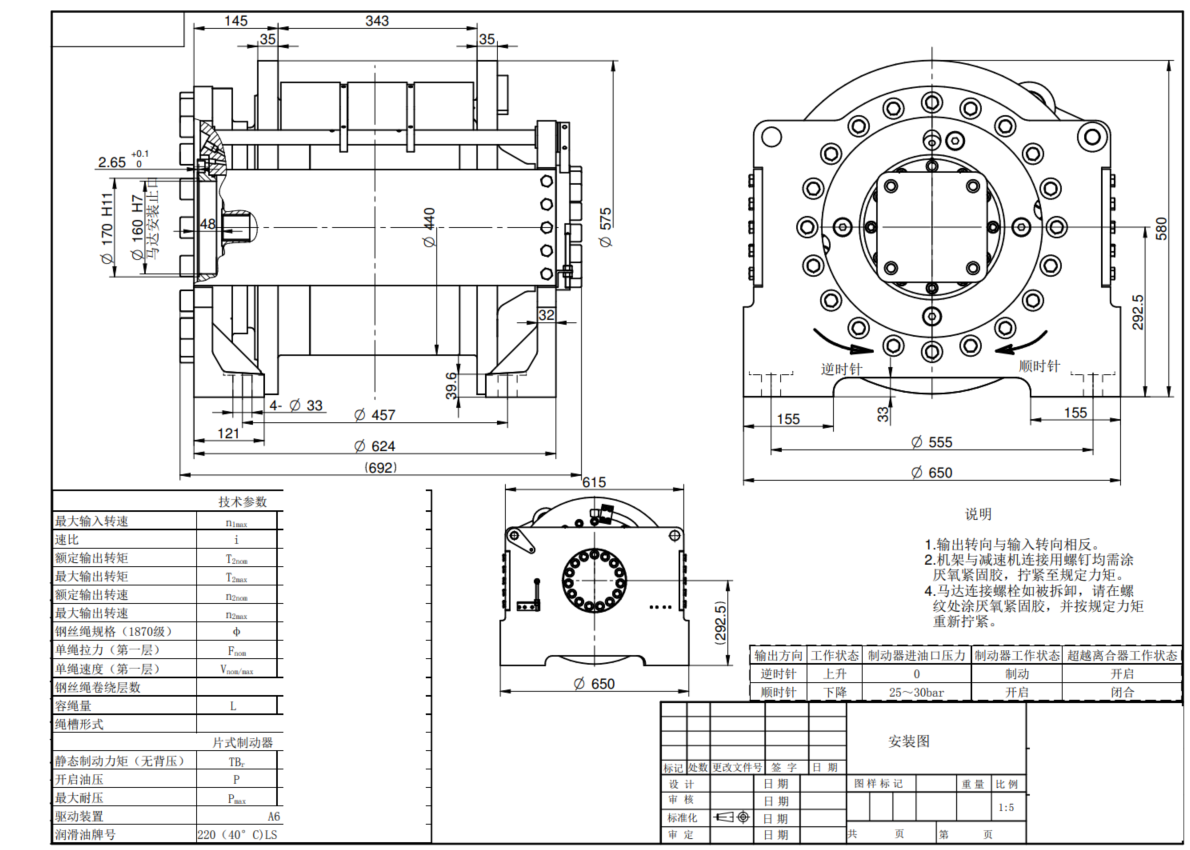 145
343
35
35
2.65 +0.1 0
Ø 170 H11
Ø 160 H7
马达安装止口
48
Ø 440
Ø 575
32
39.6
4- Ø 33
Ø 457
121
Ø 624
(692)
580
292.5
逆时针
顺时针
33
155
155
Ø 555
Ø 650
615
(292.5)
Ø 650
技术参数
最大输入转速 n1max
速比 i
额定输出转矩 T2nom
最大输出转矩 T2max
额定输出转速 n2nom
最大输出转速 n2max
钢丝绳规格（1870级） ф
单绳拉力（第一层） Fnom
单绳速度（第一层） Vnom/max
钢丝绳卷绕层数
容绳量 L
绳槽形式
片式制动器
静态制动力矩（无背压） TBr
开启油压 P
最大耐压 Pmax
驱动装置 A6
润滑油牌号 220（40°C)LS
说明
1.输出转向与输入转向相反。
2.机架与减速机连接用螺钉均需涂
厌氧紧固胶，拧紧至规定力矩。
4.马达连接螺栓如被拆卸，请在螺
纹处涂厌氧紧固胶，并按规定力矩
重新拧紧。
输出方向 工作状态 制动器进油口压力 制动器工作状态 超越离合器工作状态
逆时针 上升 0 制动 开启
顺时针 下降 25～30bar 开启 闭合
安装图
标记 处数 更改文件号 签 字 日 期
设 计 日 期 图样标记 重量 比例
审 核 日 期 1:5
标准化 日 期
审 定 日 期 共 页 第 页